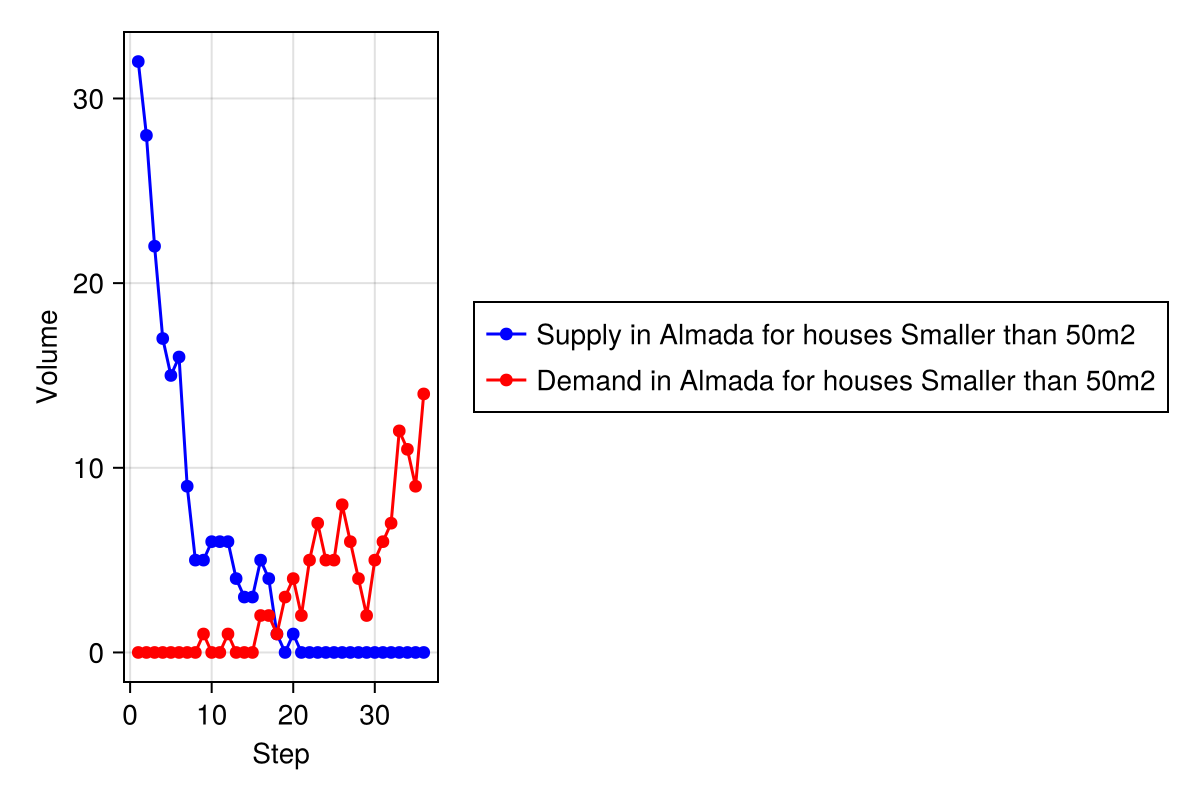 Volume
30
20
10
0
0 10 20 30
Step
Supply in Almada for houses Smaller than 50m2
Demand in Almada for houses Smaller than 50m2